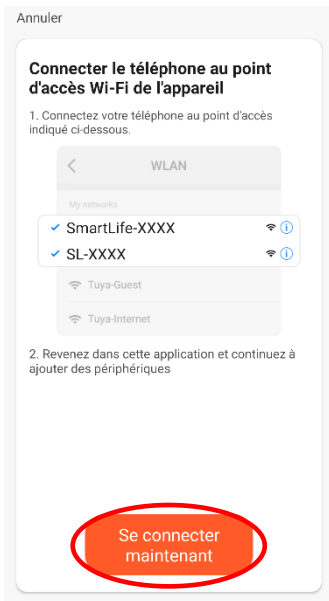 Annuler
Connecter le téléphone au point
d'accès Wi-Fi de l'appareil
1. Connectez votre téléphone au point d'accès
indiqué ci-dessous.
WLAN
My networks
SmartLife-XXXX
SL-XXXX
Tuya-Guest
Tuya-Internet
2. Revenez dans cette application et continuez à
ajouter des périphériques
Se connecter
maintenant